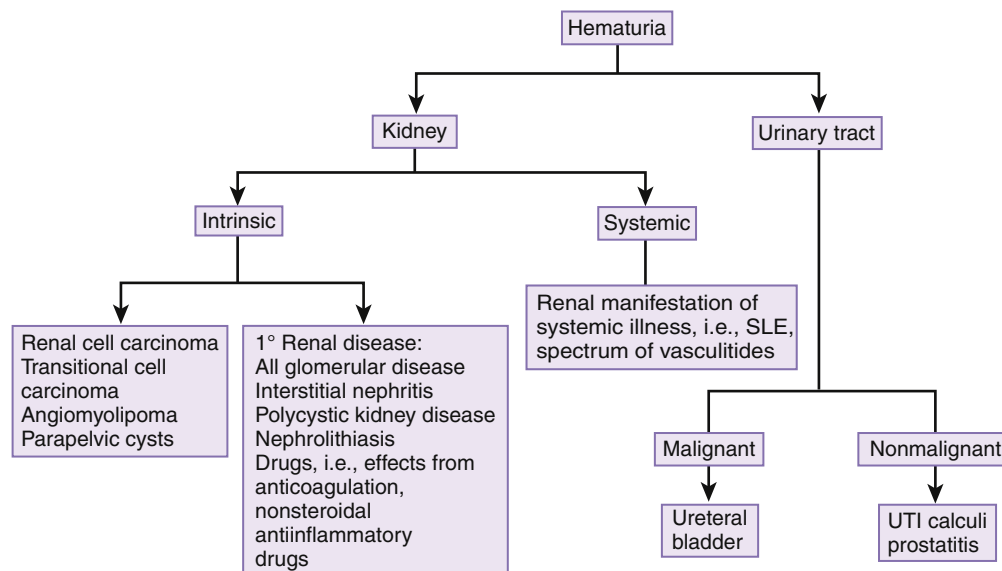 Hematuria
Kidney
Urinary tract
Intrinsic
Systemic
Renal cell carcinoma
Transitional cell
carcinoma
Angiomyolipoma
Parapelvic cysts
1° Renal disease:
All glomerular disease
Interstitial nephritis
Polycystic kidney disease
Nephrolithiasis
Drugs, i.e., effects from
anticoagulation,
nonsteroidal
antiinflammatory
drugs
Renal manifestation of
systemic illness, i.e., SLE,
spectrum of vasculitides
Malignant
Nonmalignant
Ureteral
bladder
UTI calculi
prostatitis